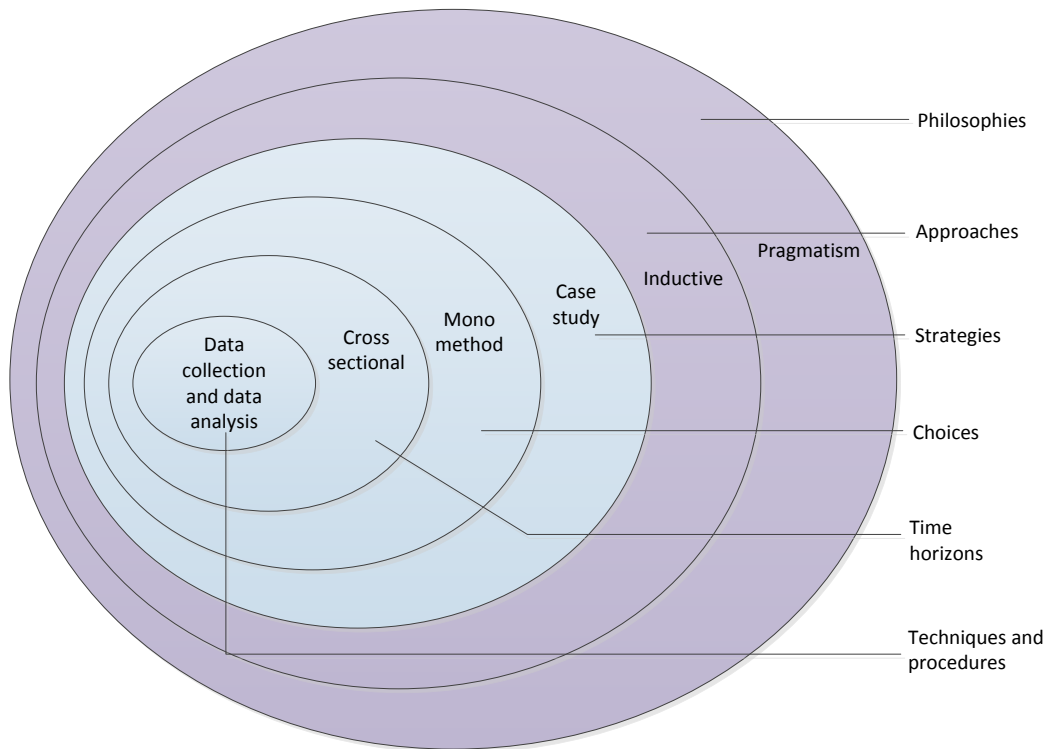 Philosophies
Approaches
Pragmatism
Inductive
Case
study
Strategies
Mono
method
Cross
sectional
Data
collection
and data
analysis
Choices
Time
horizons
Techniques and
procedures